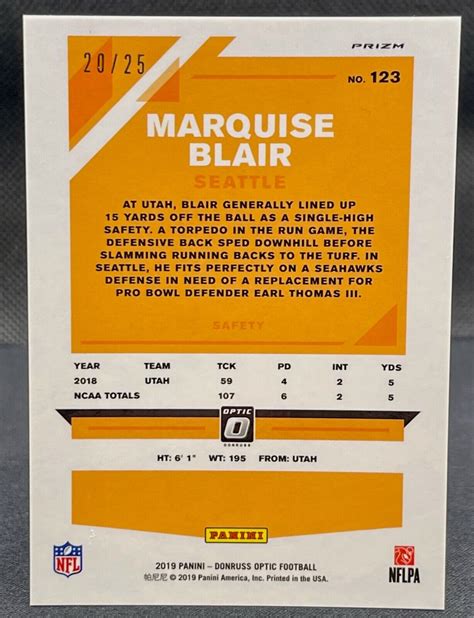 PRIZM
20/25
NO. 123
MARQUISE
BLAIR
SEATTLE
AT UTAH, BLAIR GENERALLY LINED UP
15 YARDS OFF THE BALL AS A SINGLE-HIGH
SAFETY. A TORPEDO IN THE RUN GAME, THE
DEFENSIVE BACK SPED DOWNHILL BEFORE
SLAMMING RUNNING BACKS TO THE TURF. IN
SEATTLE, HE FITS PERFECTLY ON A SEAHAWKS
DEFENSE IN NEED OF A REPLACEMENT FOR
PRO BOWL DEFENDER EARL THOMAS III.
SAFETY
YEAR TEAM TCK PD INT YDS
2018 UTAH 59 4 2 5
NCAA TOTALS 107 6 2 5
OPTIC
DONRUSS
HT: 6' 1" WT: 195 FROM: UTAH
PANINI
NFL
NFLPA
2019 PANINI – DONRUSS OPTIC FOOTBALL
帕尼尼 © 2019 Panini America, Inc. Printed in the USA.